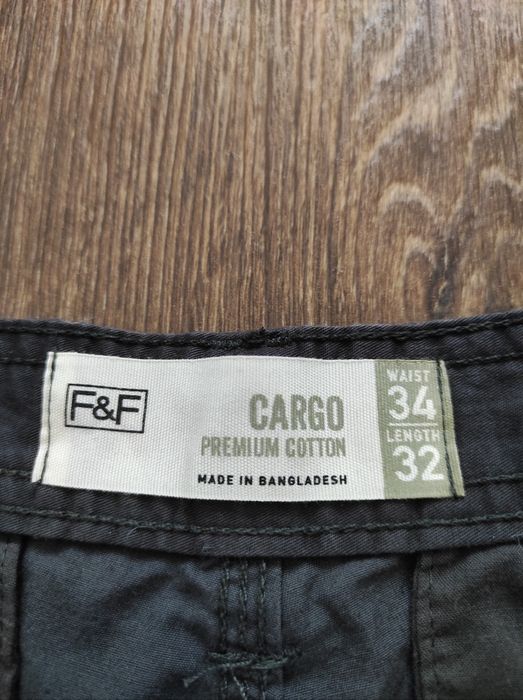 F&F
CARGO
PREMIUM COTTON
MADE IN BANGLADESH
WAIST
34
LENGTH
32